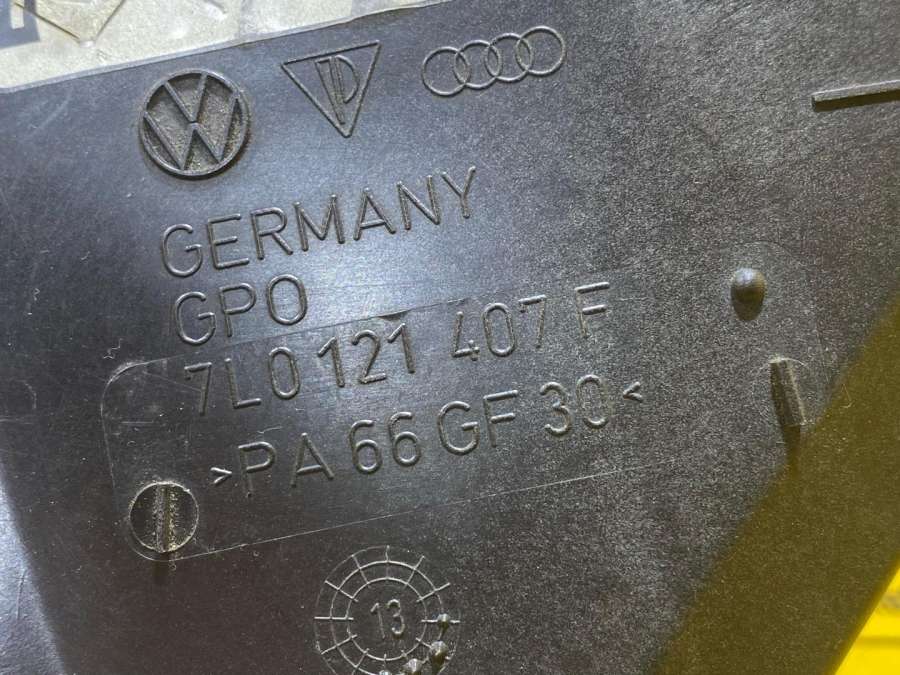 GERMANY
GPO
7L0 121 407 F
>PA 66 GF 30<
13